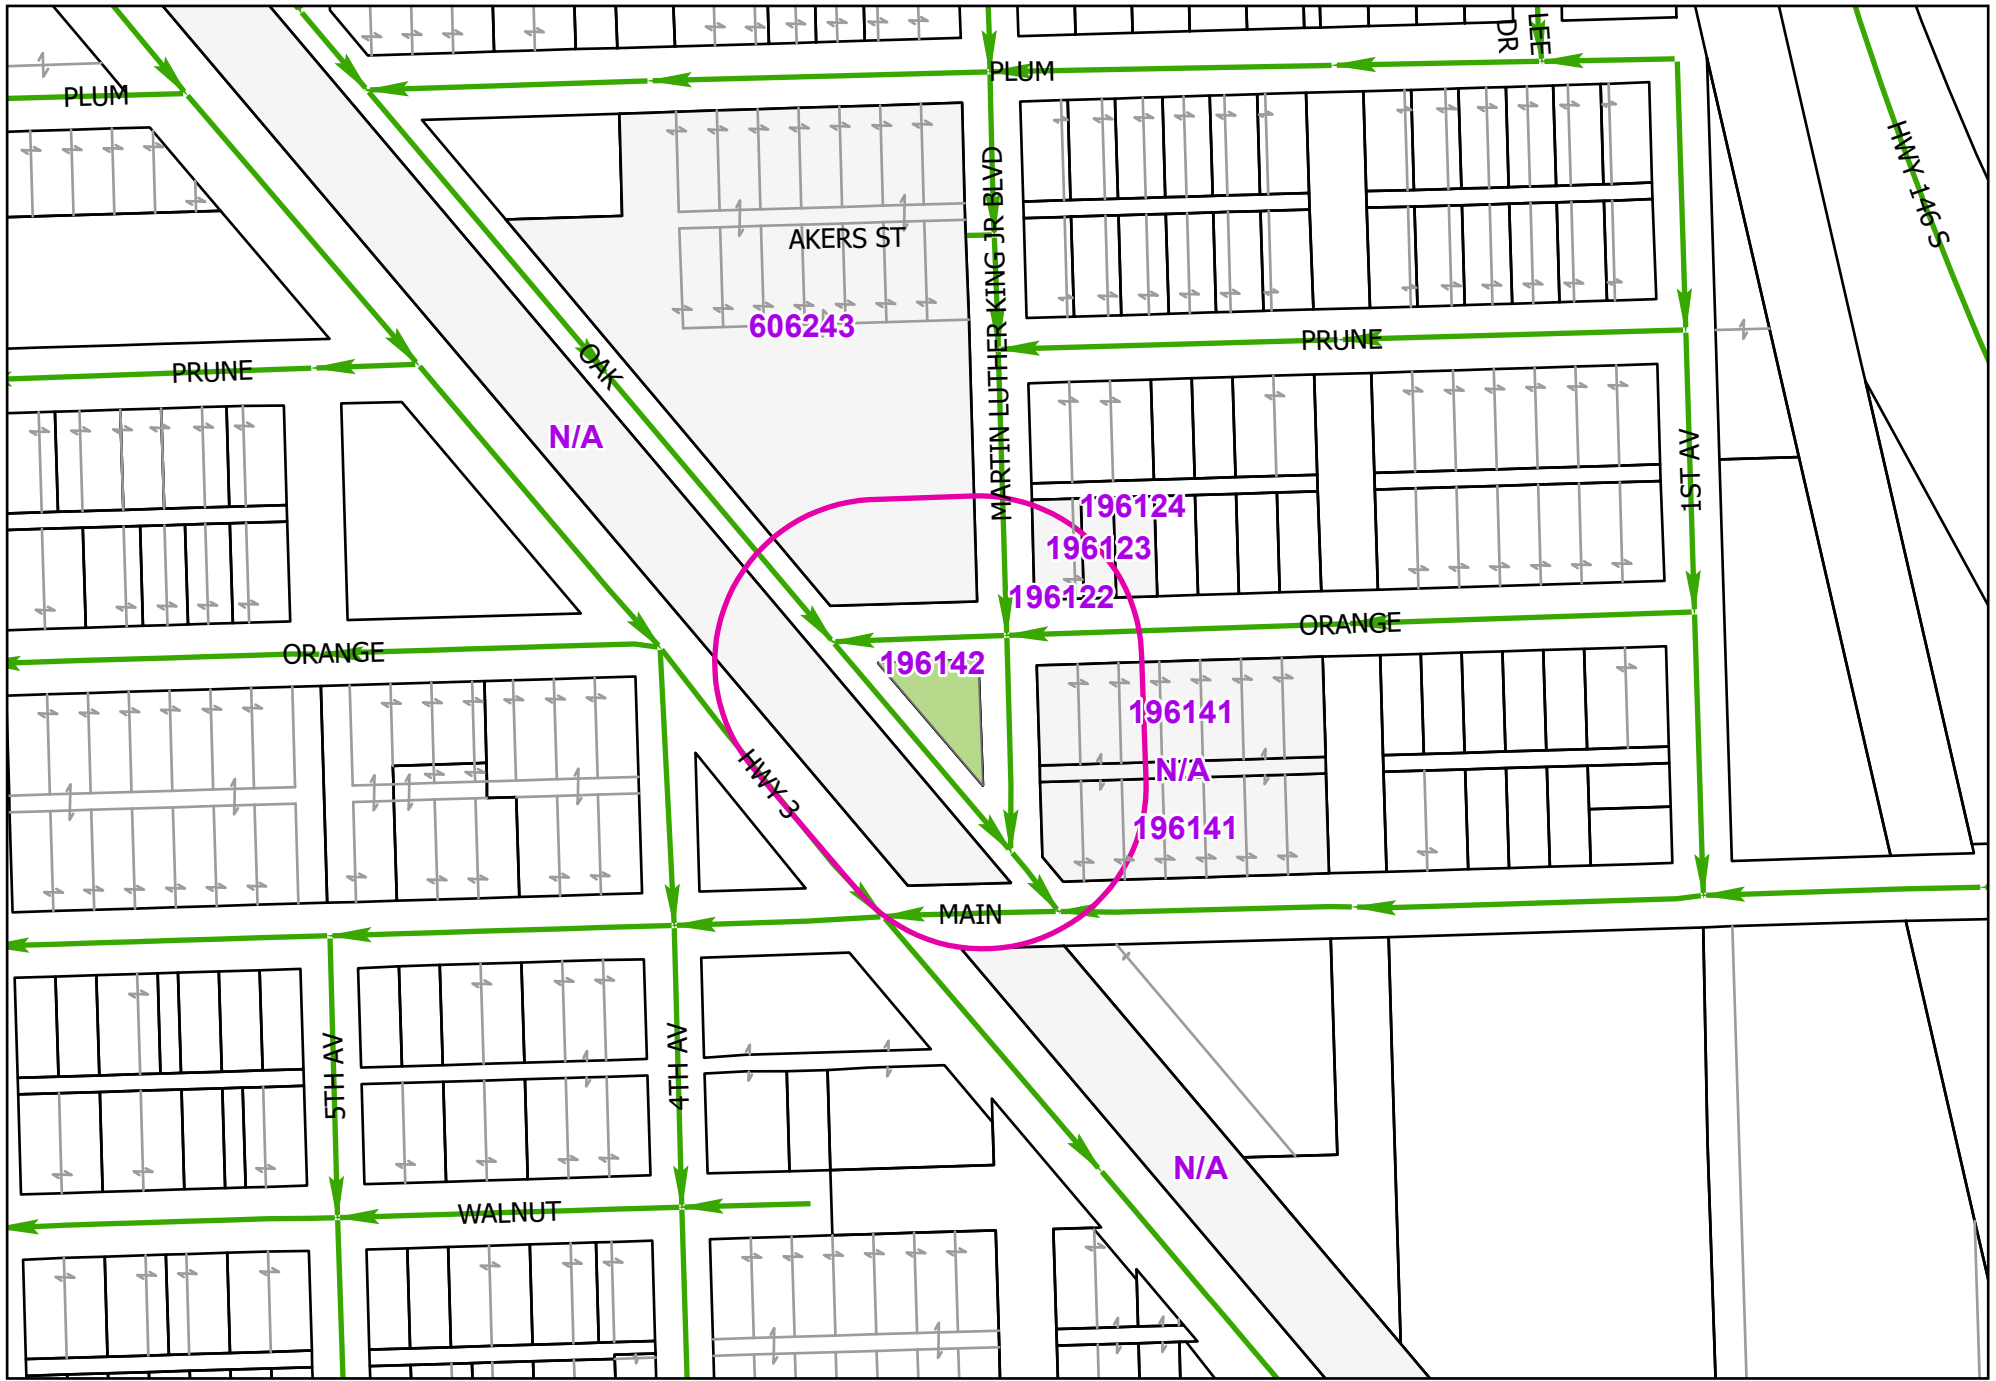 LEE
DR
PLUM
PLUM
HWY 146 S
MARTIN LUTHER KING JR BLVD
AKERS ST
606243
PRUNE
OAK
PRUNE
N/A
1ST AV
196124
196123
196122
ORANGE
ORANGE
196142
196141
N/A
HWY 3
196141
MAIN
5TH AV
4TH AV
N/A
WALNUT